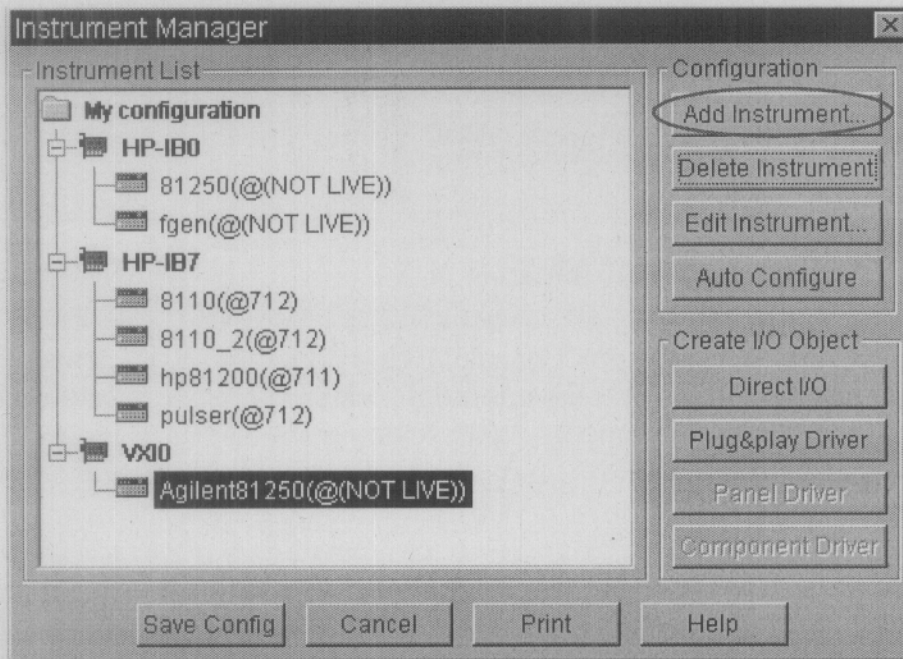 Instrument Manager
Instrument List
My configuration
HP-IB0
81250(@(NOT LIVE))
fgen(@(NOT LIVE))
HP-IB7
8110(@712)
8110_2(@712)
hp81200(@711)
pulser(@712)
VXI0
Agilent81250(@(NOT LIVE))
Configuration
Add Instrument...
Delete Instrument
Edit Instrument...
Auto Configure
Create I/O Object
Direct I/O
Plug&play Driver
Panel Driver
Component Driver
Save Config
Cancel
Print
Help